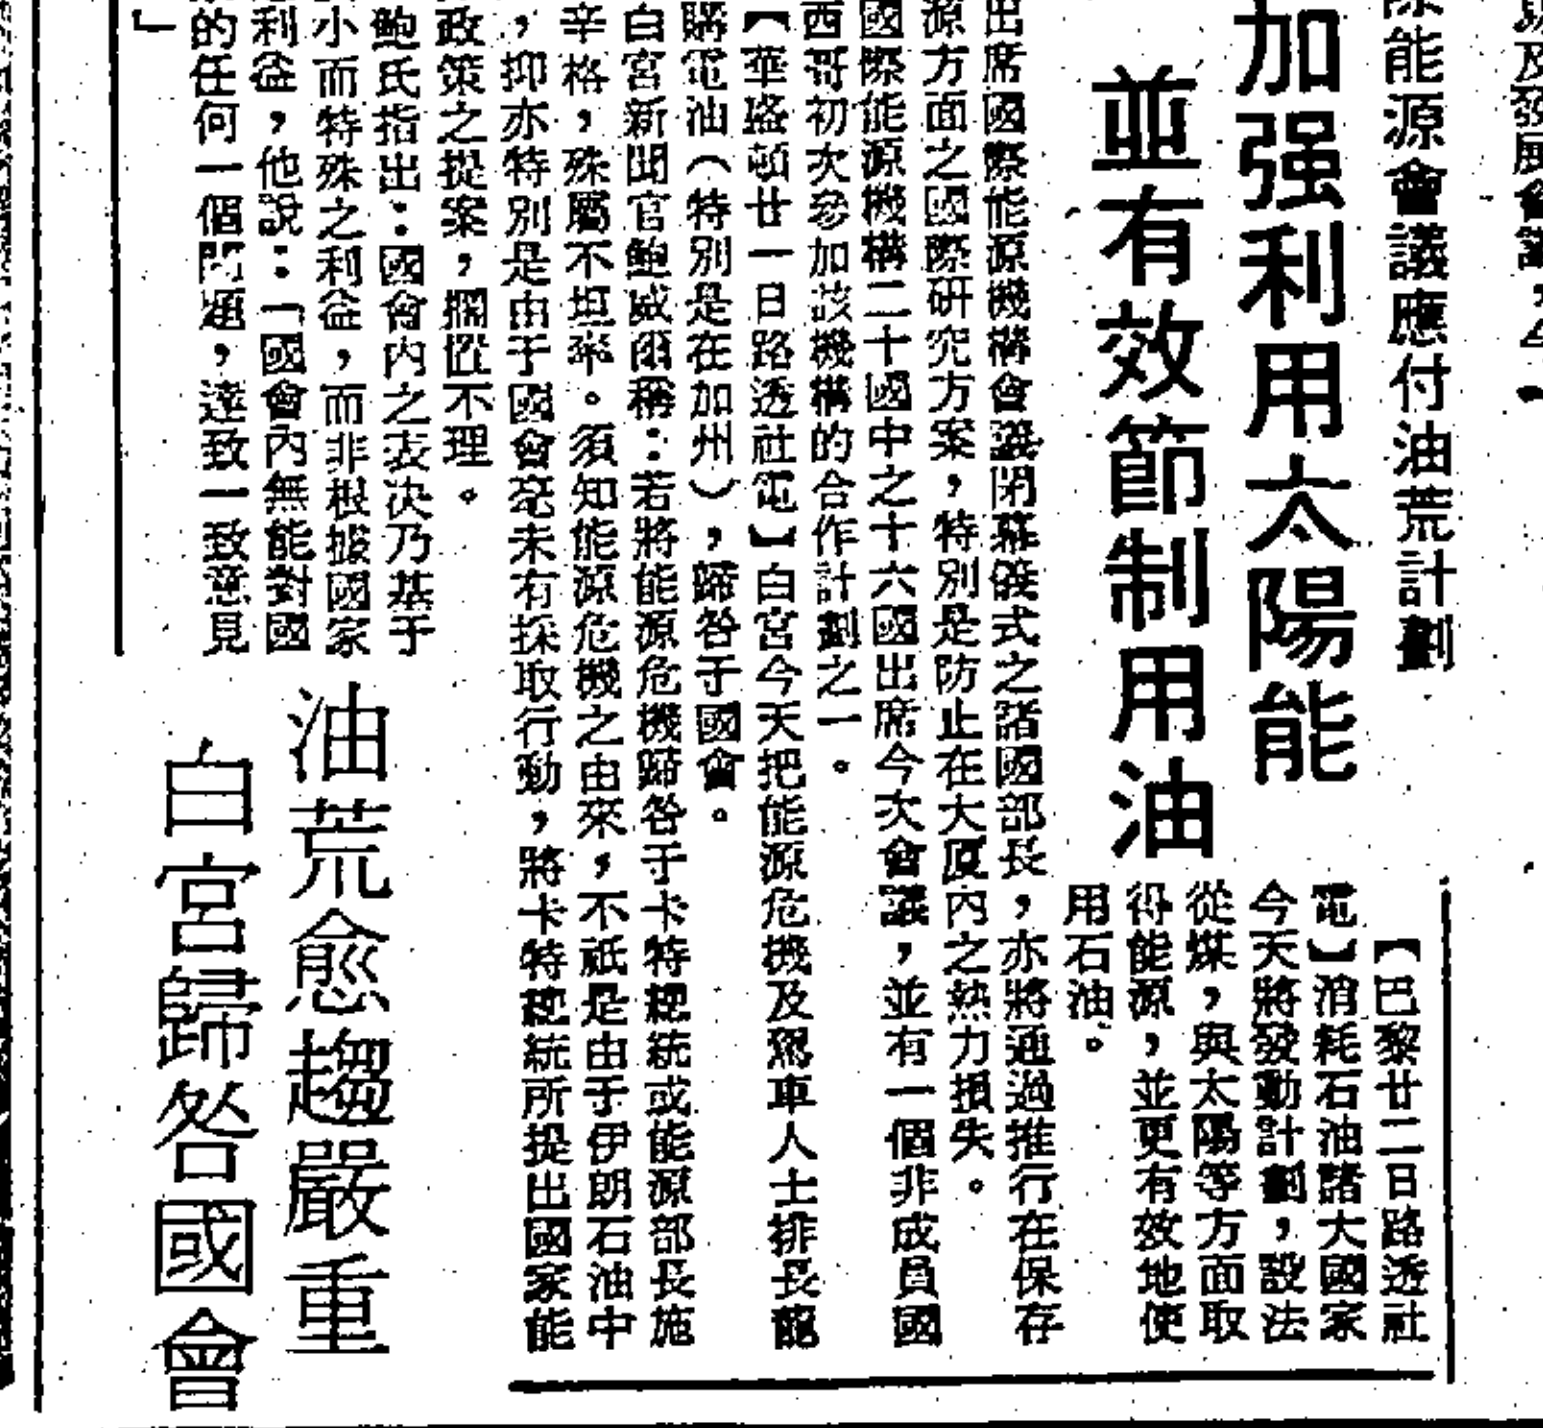 及發展會議，今
際能源會議應付油荒計劃
加强利用太陽能
並有效節制用油
【巴黎廿二日路透社
電】消耗石油諸大國家
今天將發動計劃，設法
從煤，與太陽等方面取
得能源，並更有效地使
用石油。
出席國際能源機構會議閉幕儀式之諸國部長，亦將通過推行在保存
源方面之國際研究方案，特別是防止在大厦內之熱力損失。
國際能源機構二十國中之十六國出席今次會議，並有一個非成員國
西哥初次參加該機構的合作計劃之一。
油荒愈趨嚴重
白宮歸咎國會
【華盛頓廿一日路透社電】白宮今天把能源危機及駕車人士排長龍
購電油（特別是在加州），歸咎于國會。
白宮新聞官鮑威爾稱：若將能源危機歸咎于卡特總統或能源部長施
辛格，殊屬不坦率。須知能源危機之由來，不祇是由于伊朗石油中
，抑亦特別是由于國會毫未有採取行動，將卡特總統所提出國家能
政策之提案，擱置不理。
鮑氏指出：國會內之表决乃基于
小而特殊之利益，而非根據國家
利益，他說：「國會內無能對國
的任何一個問題，達致一致意見
」